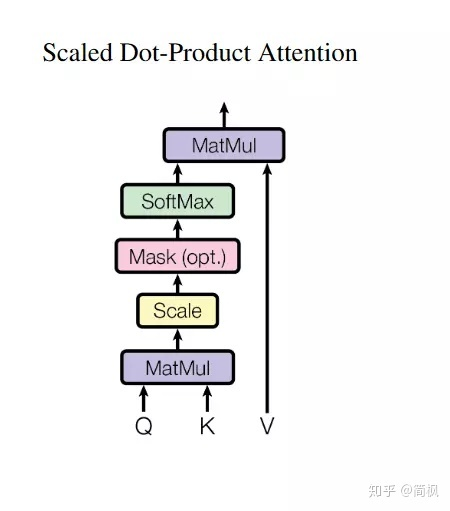 Scaled Dot-Product Attention
MatMul
SoftMax
Mask (opt.)
Scale
MatMul
Q K V
知乎 @简枫